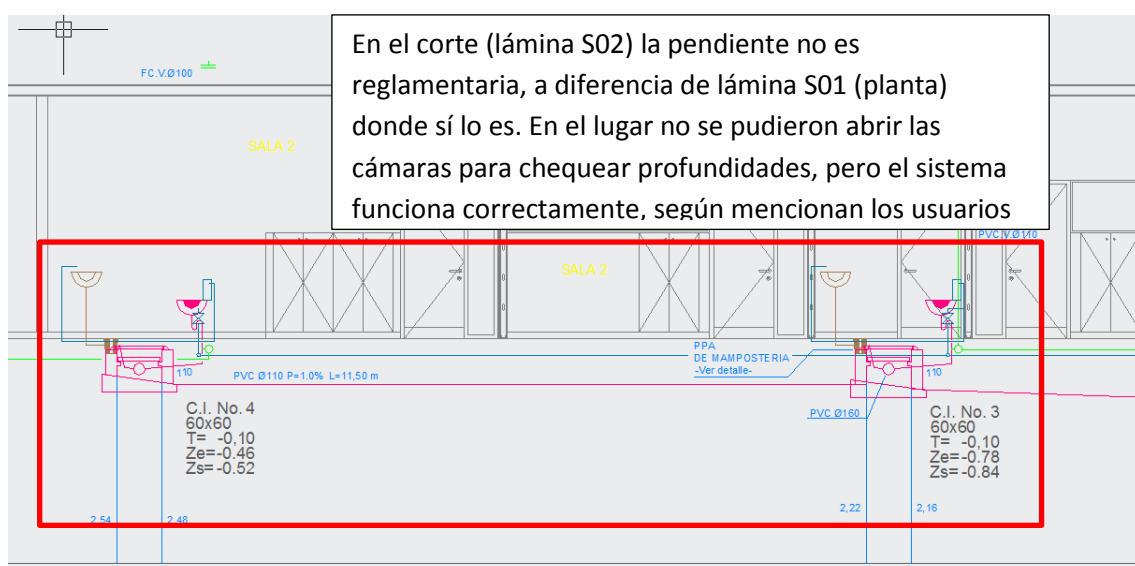 En el corte (lámina S02) la pendiente no es
reglamentaria, a diferencia de lámina S01 (planta)
donde sí lo es. En el lugar no se pudieron abrir las
cámaras para chequear profundidades, pero el sistema
funciona correctamente, según mencionan los usuarios
FC.V.Ø100
SALA 2
SALA 2
PVC.V.Ø110
PPA
DE MAMPOSTERIA
-Ver detalle-
110
PVC Ø110 P=1.0% L=11,50 m
110
PVC Ø160
C.I. No. 4
60x60
T= -0,10
Ze=-0.46
Zs=-0.52
C.I. No. 3
60x60
T= -0,10
Ze=-0.78
Zs=-0.84
2,54
2,48
2,22
2,16